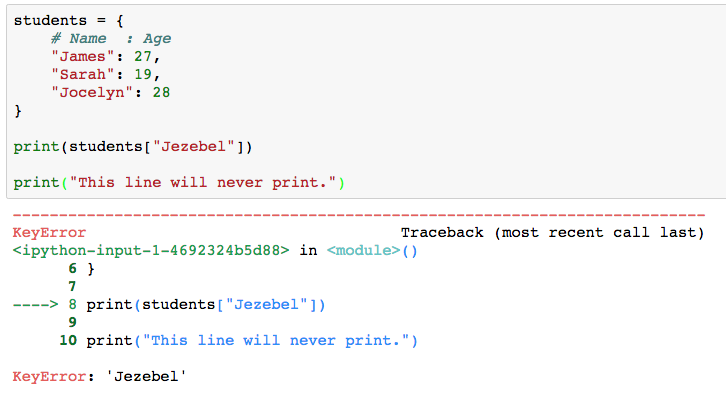 students = {
    # Name  : Age
    "James": 27,
    "Sarah": 19,
    "Jocelyn": 28
}
print(students["Jezebel"])
print("This line will never print.")
---------------------------------------------------------------------------
KeyError                                  Traceback (most recent call last)
<ipython-input-1-4692324b5d88> in <module>()
      6 }
      7
----> 8 print(students["Jezebel"])
      9
     10 print("This line will never print.")
KeyError: 'Jezebel'